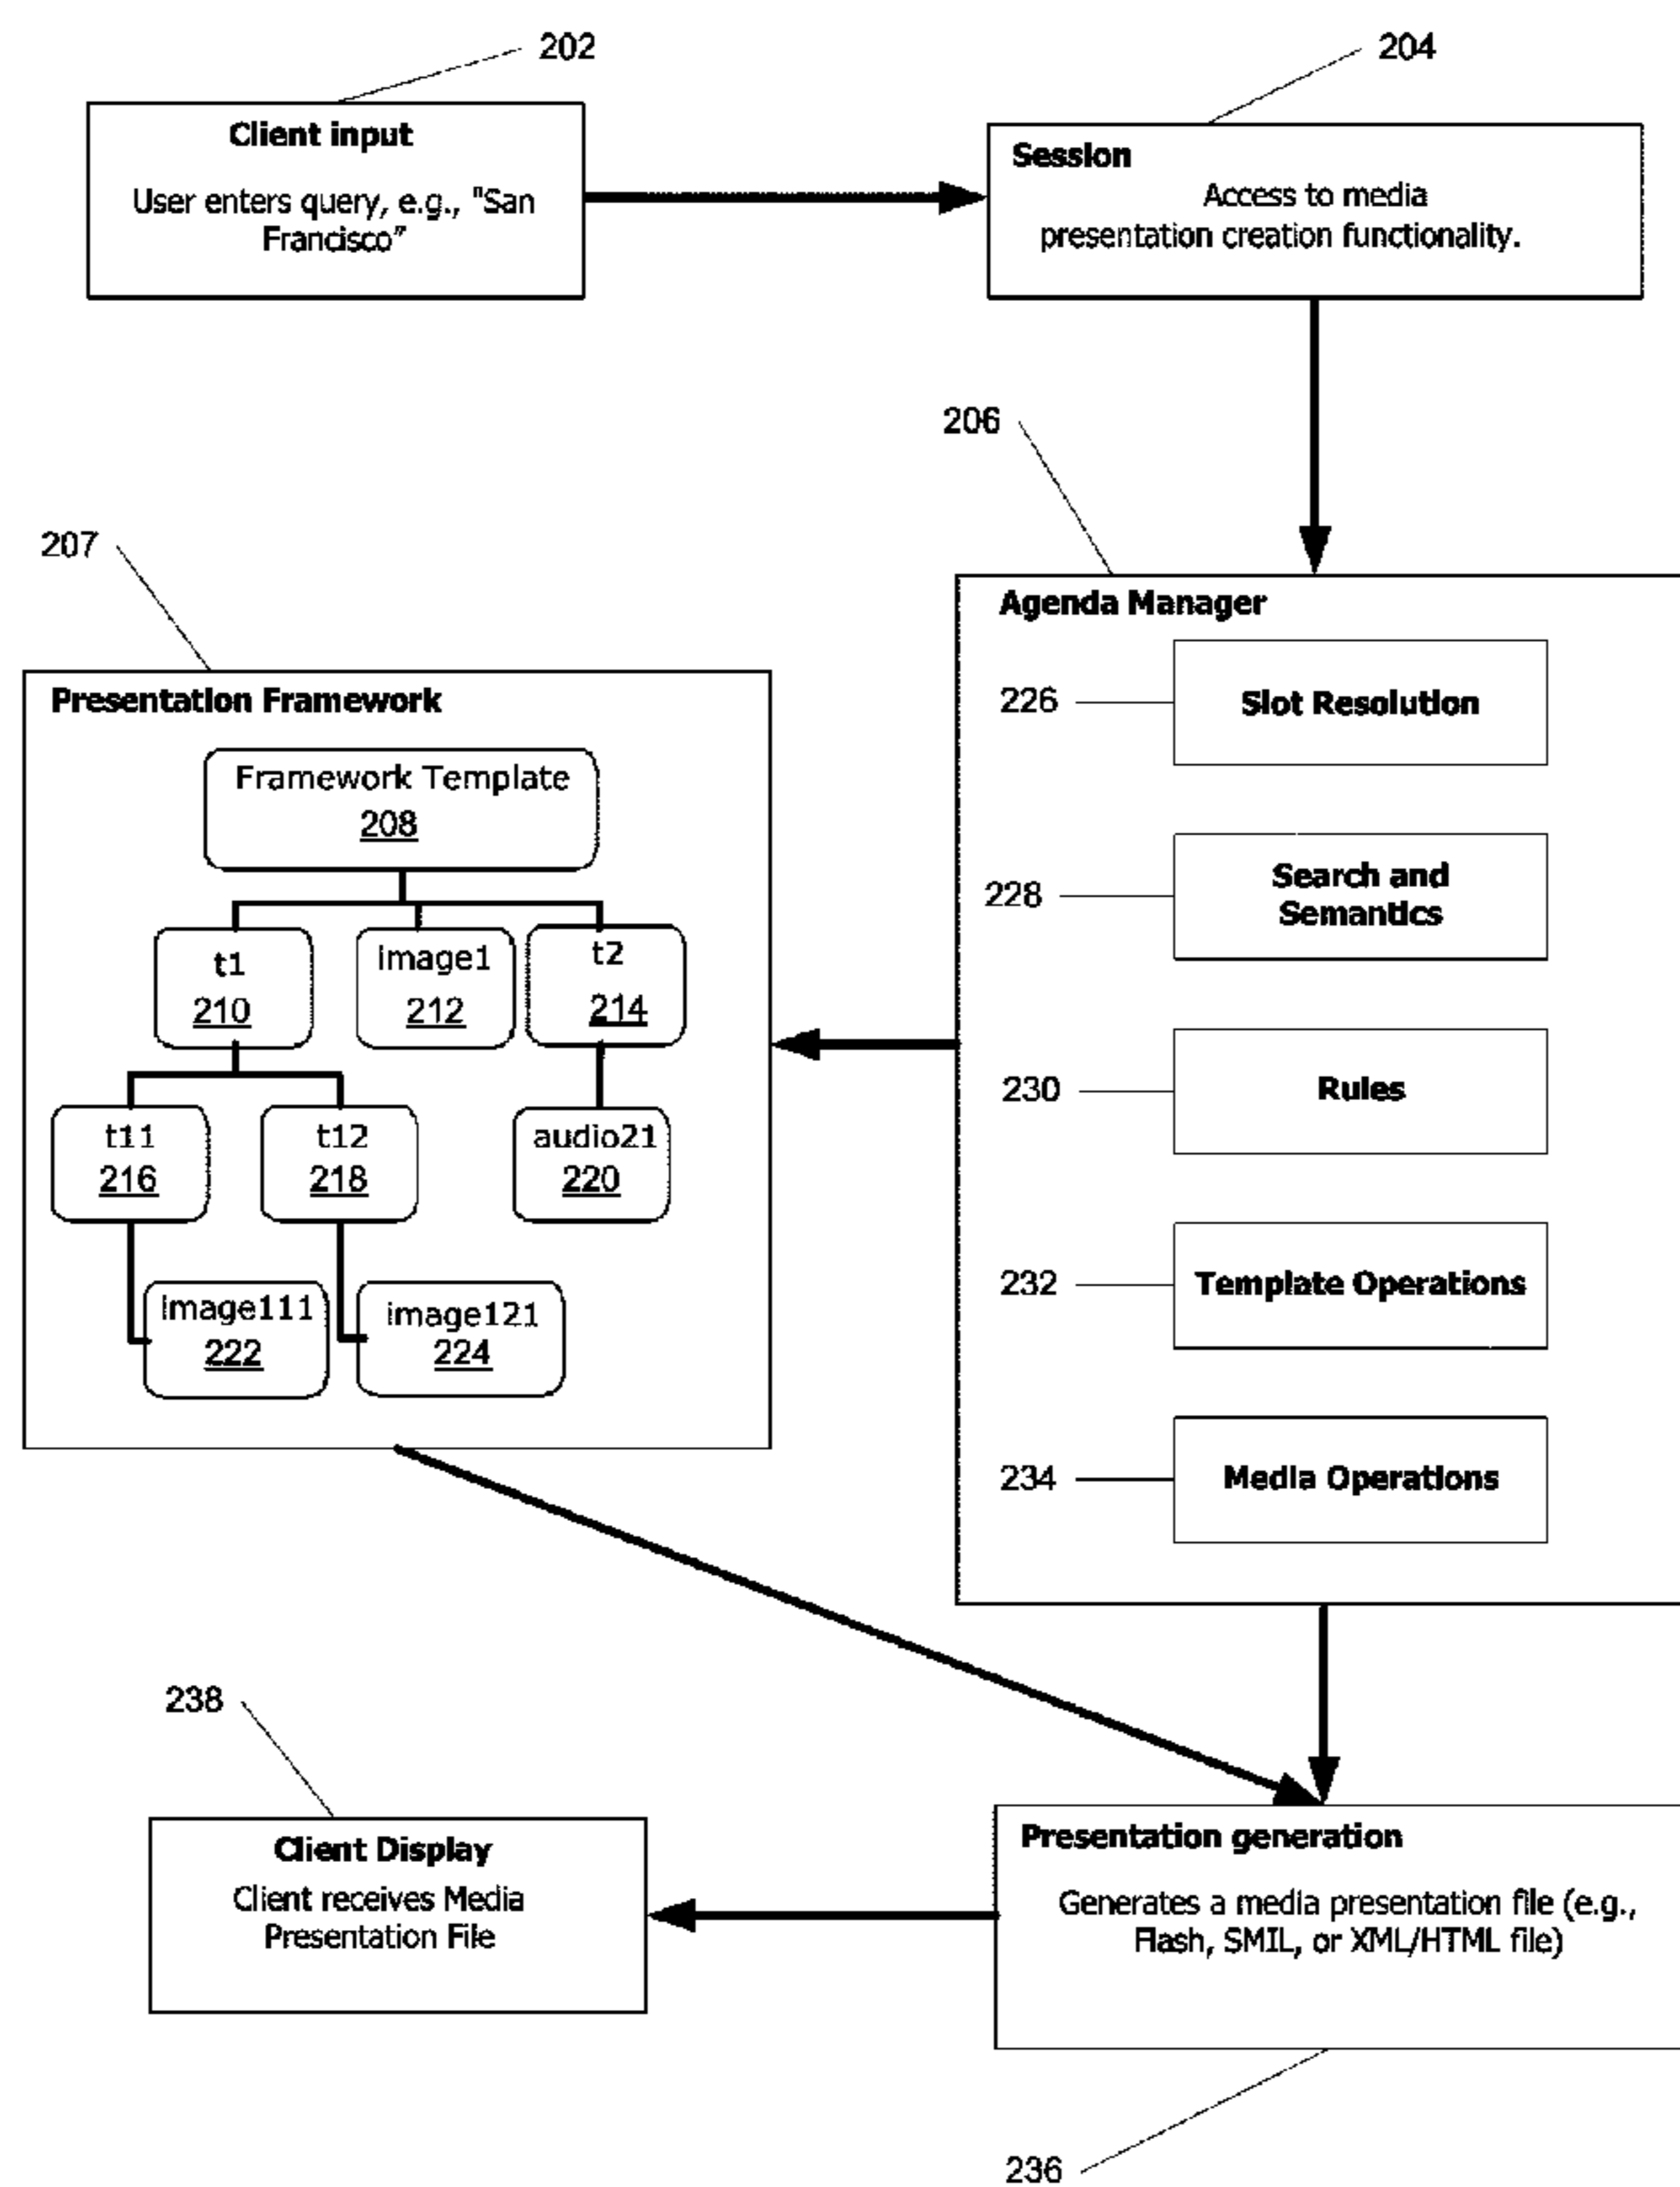 202
204
Client input
User enters query, e.g., "San
Francisco"
Session
Access to media
presentation creation functionality.
206
207
Agenda Manager
226
Slot Resolution
228
Search and
Semantics
230
Rules
232
Template Operations
234
Media Operations
Presentation Framework
Framework Template
208
t1
210
image1
212
t2
214
t11
216
t12
218
audio21
220
image111
222
image121
224
238
Client Display
Client receives Media
Presentation File
Presentation generation
Generates a media presentation file (e.g.,
Flash, SMIL, or XML/HTML file)
236